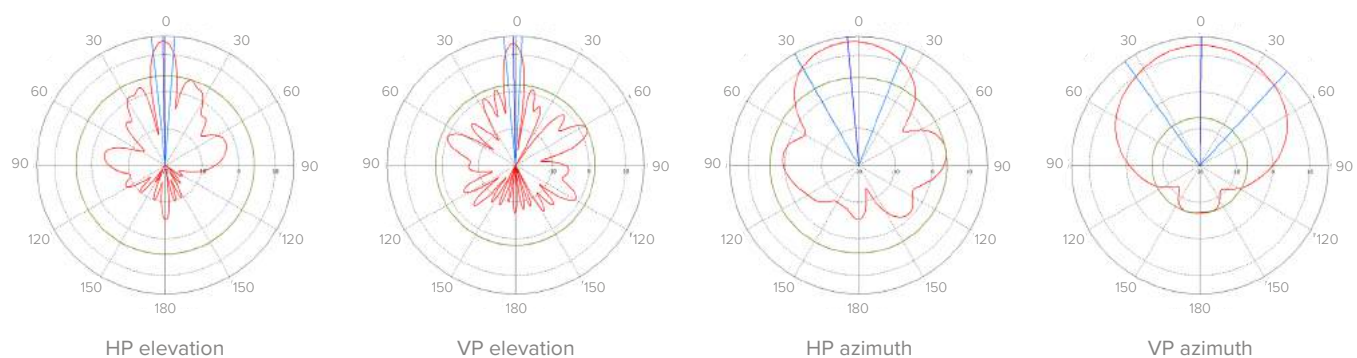 0 0 0 0
30 30 30 30 30 30 30 30
60 60 60 60 60 60 60 60
90 90 90 90 90 90 90 90
120 120 120 120 120 120 120 120
150 150 150 150 150 150 150 150
180 180 180 180
HP elevation VP elevation HP azimuth VP azimuth